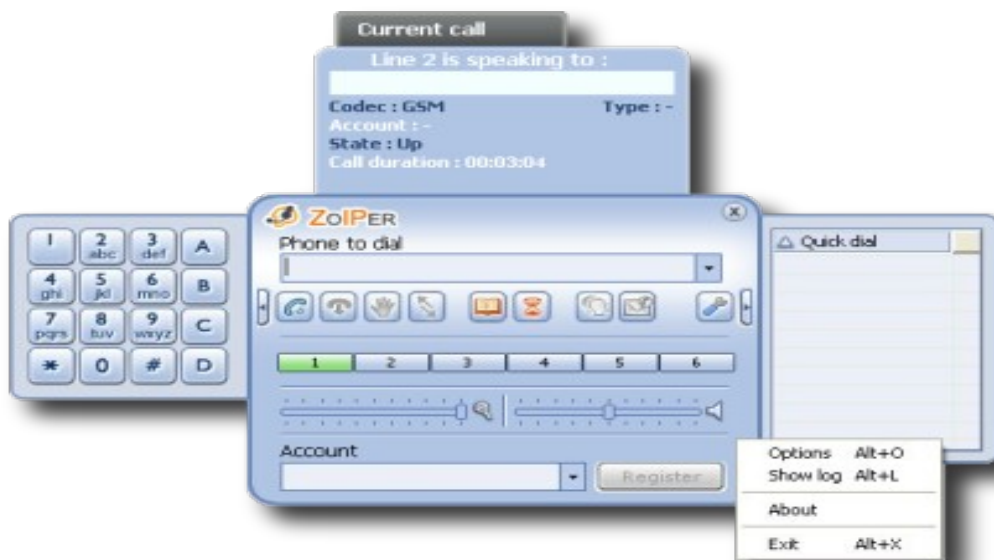 Current call
Line 2 is speaking to :
Codec : GSM Type : -
Account : -
State : Up
Call duration : 00:03:04
ZoIPer
Phone to dial
1 2 abc 3 def A
4 ghi 5 jkl 6 mno B
7 pqrs 8 tuv 9 wxyz C
* 0 # D
Quick dial
1 2 3 4 5 6
Account
Register
Options Alt+O
Show log Alt+L
About
Exit Alt+X